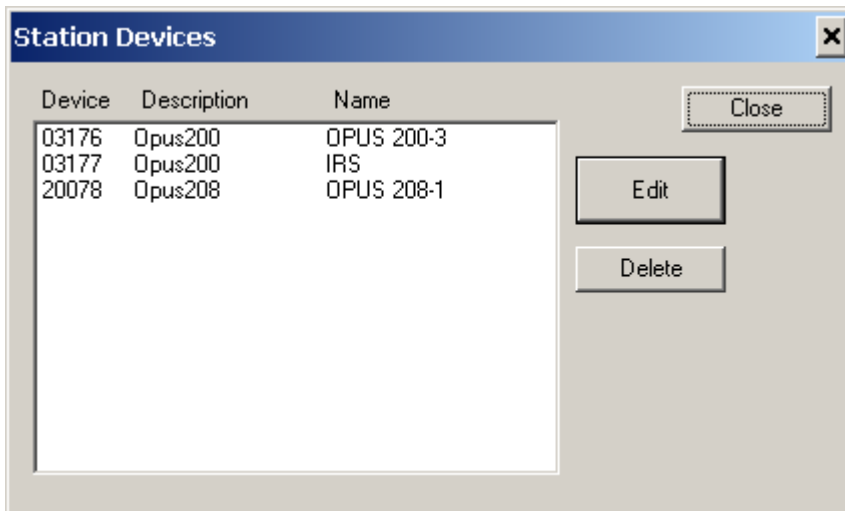 Station Devices
Device Description Name
Close
03176 Opus200 OPUS 200-3
03177 Opus200 IRS
20078 Opus208 OPUS 208-1
Edit
Delete